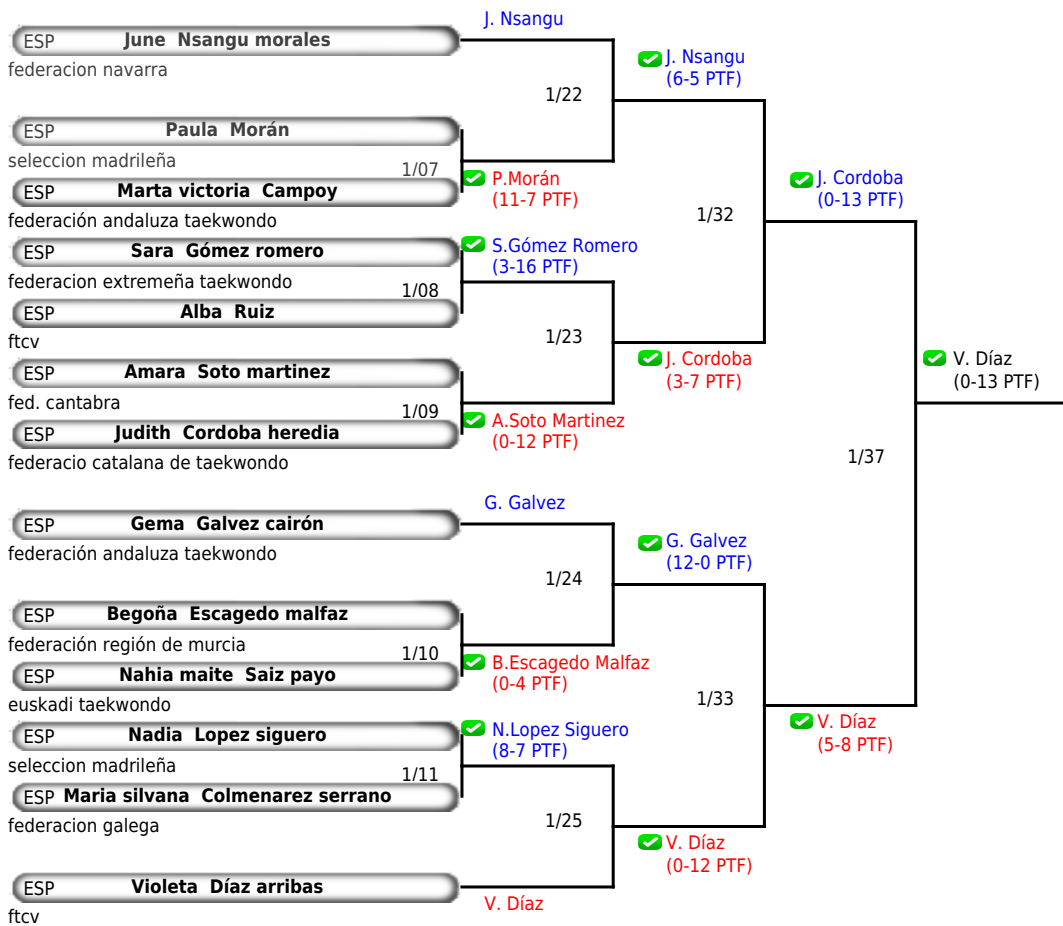 J. Nsangu
ESP June Nsangu morales
federacion navarra
J. Nsangu
(6-5 PTF)
1/22
ESP Paula Morán
seleccion madrileña
1/07
P.Morán
(11-7 PTF)
ESP Marta victoria Campoy
federación andaluza taekwondo
J. Cordoba
(0-13 PTF)
1/32
ESP Sara Gómez romero
federacion extremeña taekwondo
S.Gómez Romero
(3-16 PTF)
1/08
ESP Alba Ruiz
ftcv
1/23
J. Cordoba
(3-7 PTF)
V. Díaz
(0-13 PTF)
ESP Amara Soto martinez
fed. cantabra
1/09
A.Soto Martinez
(0-12 PTF)
ESP Judith Cordoba heredia
federacio catalana de taekwondo
1/37
G. Galvez
ESP Gema Galvez cairón
federación andaluza taekwondo
G. Galvez
(12-0 PTF)
1/24
ESP Begoña Escagedo malfaz
federación región de murcia
1/10
B.Escagedo Malfaz
(0-4 PTF)
ESP Nahia maite Saiz payo
euskadi taekwondo
1/33
V. Díaz
(5-8 PTF)
ESP Nadia Lopez siguero
seleccion madrileña
N.Lopez Siguero
(8-7 PTF)
1/11
ESP Maria silvana Colmenarez serrano
federacion galega
1/25
V. Díaz
(0-12 PTF)
ESP Violeta Díaz arribas
ftcv
V. Díaz